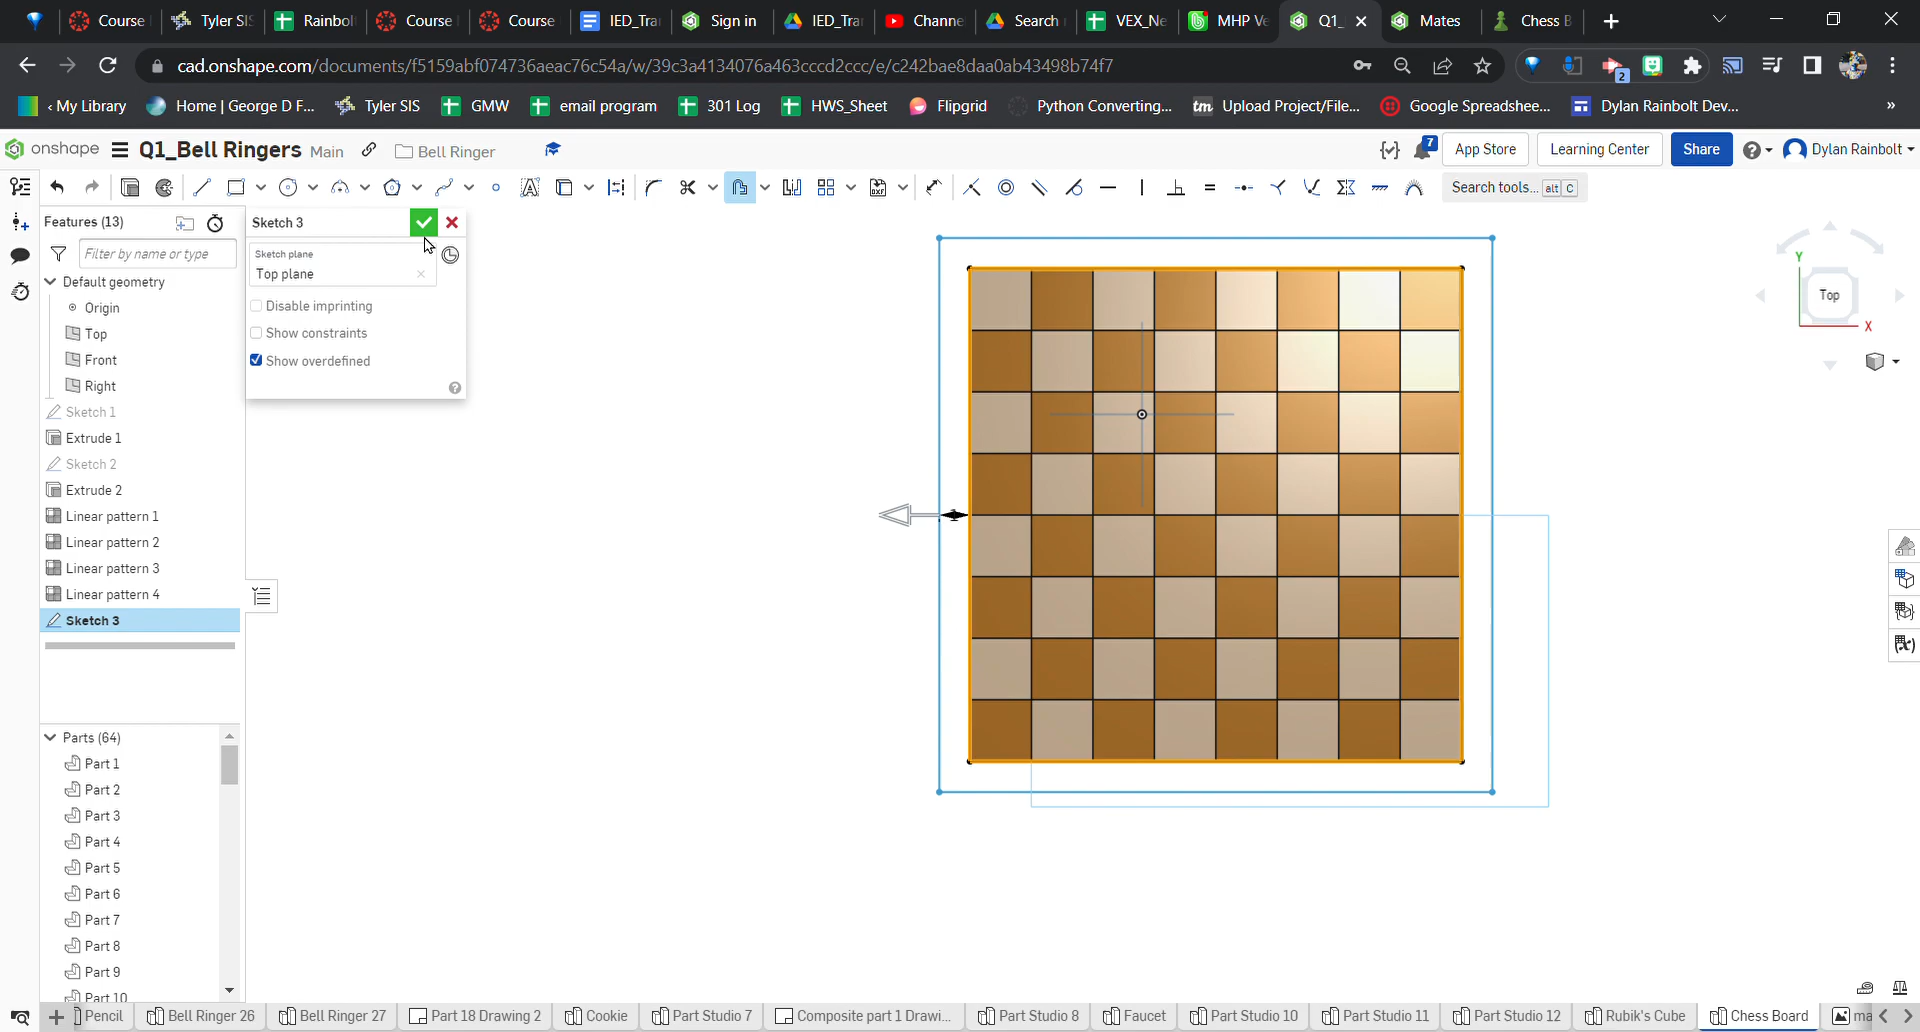 Course
Tyler SIS
Rainbol
Course
Course
IED_Tra
Sign in
IED_Tra
Channe
Search
VEX_Ne
MHP Ve
Q1_
Mates
Chess B
cad.onshape.com/documents/f5159abf074736aeac76c54a/w/39c3a4134076a463cccd2ccc/e/c242bae8daa0ab43498b74f7
2
‹ My Library
Home | George D F...
Tyler SIS
GMW
email program
301 Log
HWS_Sheet
Flipgrid
Python Converting...
tm Upload Project/File...
Google Spreadshee...
Dylan Rainbolt Dev...
»
onshape
Q1_Bell Ringers Main
Bell Ringer
7
App Store
Learning Center
Share
Dylan Rainbolt
Search tools... alt C
Features (13)
Filter by name or type
Default geometry
Origin
Top
Front
Right
Sketch 1
Extrude 1
Sketch 2
Extrude 2
Linear pattern 1
Linear pattern 2
Linear pattern 3
Linear pattern 4
Sketch 3
Sketch 3
Sketch plane
Top plane
Disable imprinting
Show constraints
Show overdefined
Y
Top
X
Parts (64)
Part 1
Part 2
Part 3
Part 4
Part 5
Part 6
Part 7
Part 8
Part 9
Part 10
Pencil
Bell Ringer 26
Bell Ringer 27
Part 18 Drawing 2
Cookie
Part Studio 7
Composite part 1 Drawi...
Part Studio 8
Faucet
Part Studio 10
Part Studio 11
Part Studio 12
Rubik's Cube
Chess Board
ma